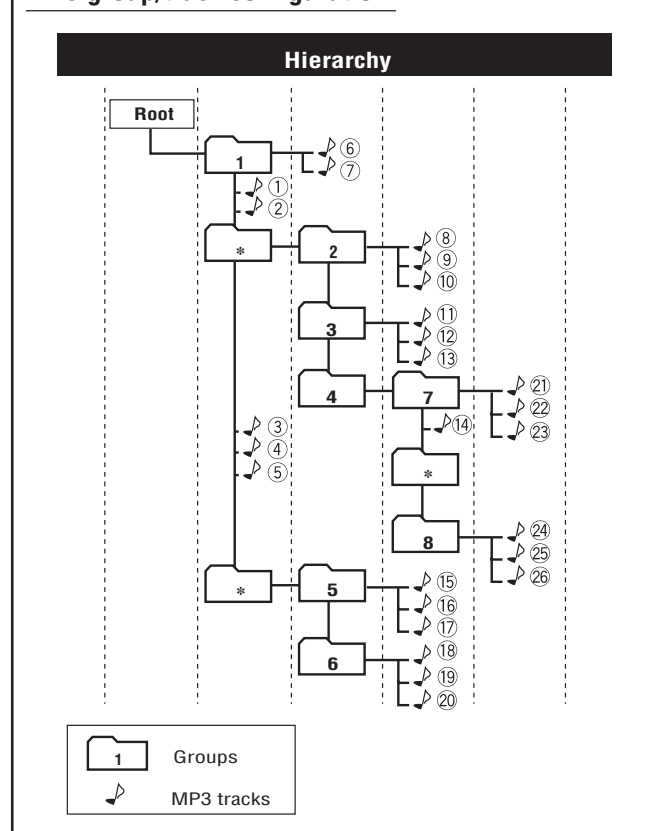 Hierarchy
Root
1 ⑥
⑦
①
②
* 2 ⑧
⑨
⑩
3 ⑪
⑫
⑬
4 7 ㉑
㉒
③ ⑭ ㉓
④
⑤ *
8 ㉔
㉕
㉖
* 5 ⑮
⑯
⑰
6 ⑱
⑲
⑳
1 Groups
MP3 tracks